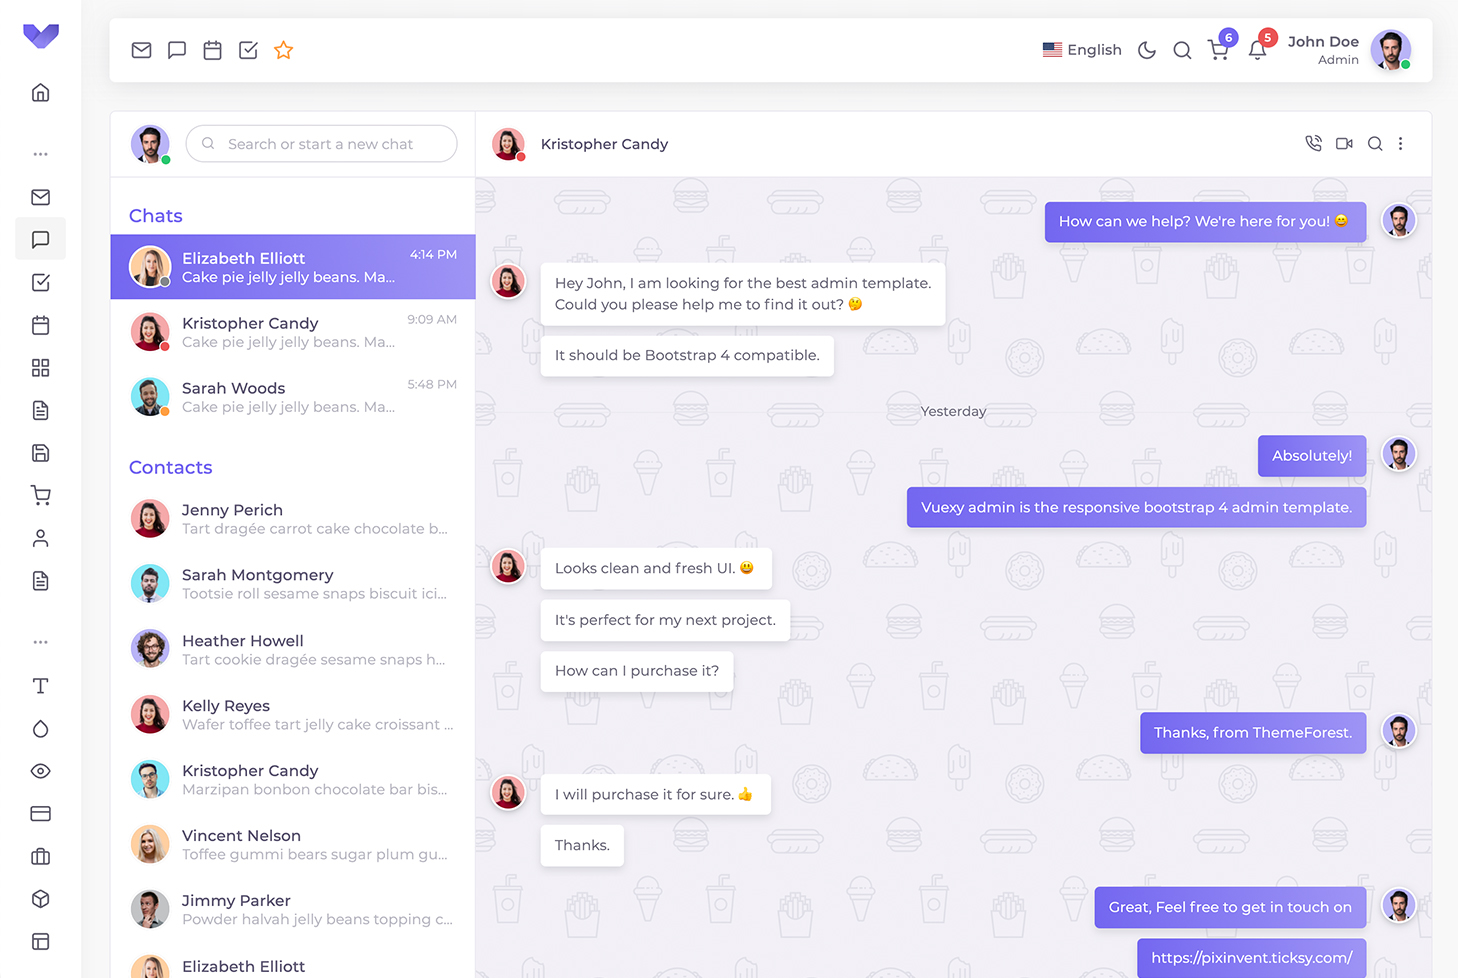 English
6
5
John Doe
Admin
Search or start a new chat
Chats
Elizabeth Elliott
4:14 PM
Cake pie jelly jelly beans. Ma...
Kristopher Candy
9:09 AM
Cake pie jelly jelly beans. Ma...
Sarah Woods
5:48 PM
Cake pie jelly jelly beans. Ma...
Contacts
Jenny Perich
Tart dragée carrot cake chocolate b...
Sarah Montgomery
Tootsie roll sesame snaps biscuit ici...
Heather Howell
Tart cookie dragée sesame snaps h...
Kelly Reyes
Wafer toffee tart jelly cake croissant ...
Kristopher Candy
Marzipan bonbon chocolate bar bis...
Vincent Nelson
Toffee gummi bears sugar plum gu...
Jimmy Parker
Powder halvah jelly beans topping c...
Elizabeth Elliott
Kristopher Candy
How can we help? We're here for you! 😄
Hey John, I am looking for the best admin template.
Could you please help me to find it out? 🤔
It should be Bootstrap 4 compatible.
Yesterday
Absolutely!
Vuexy admin is the responsive bootstrap 4 admin template.
Looks clean and fresh UI. 😃
It's perfect for my next project.
How can I purchase it?
Thanks, from ThemeForest.
I will purchase it for sure. 👍
Thanks.
Great, Feel free to get in touch on
https://pixinvent.ticksy.com/